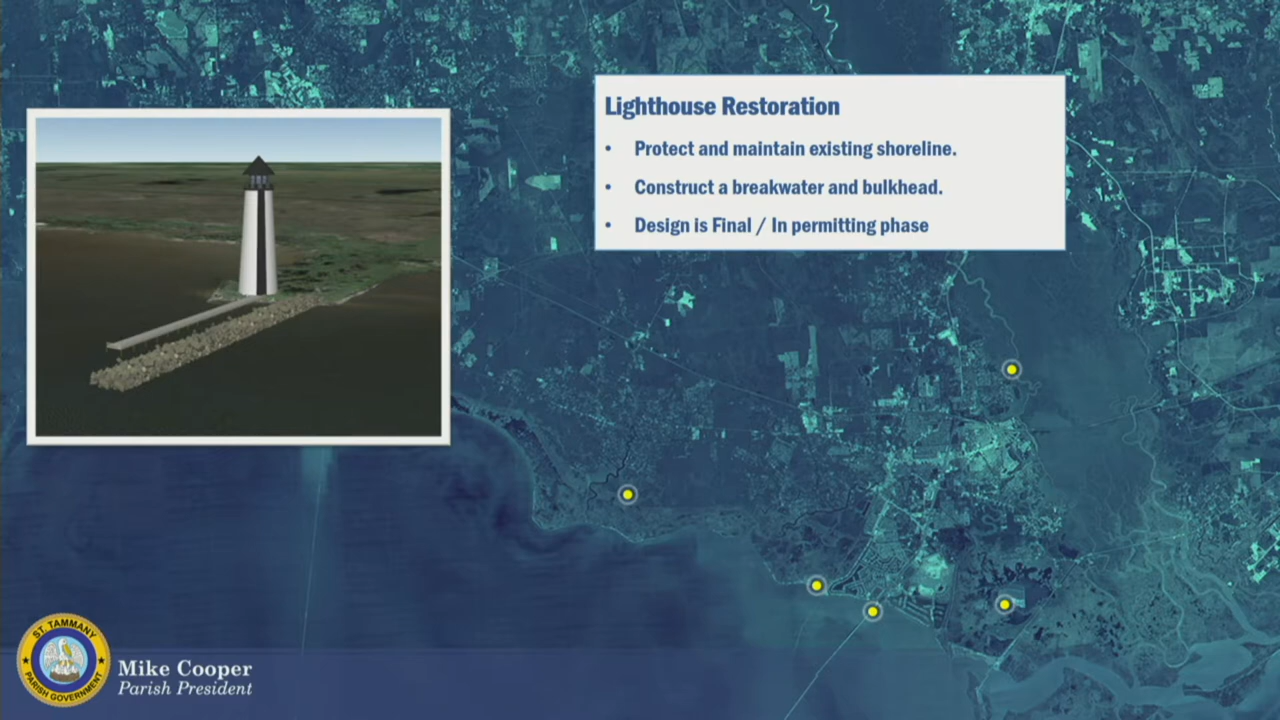 Lighthouse Restoration
• Protect and maintain existing shoreline.
• Construct a breakwater and bulkhead.
• Design is Final / In permitting phase
ST. TAMMANY
PARISH GOVERNMENT
Mike Cooper
Parish President